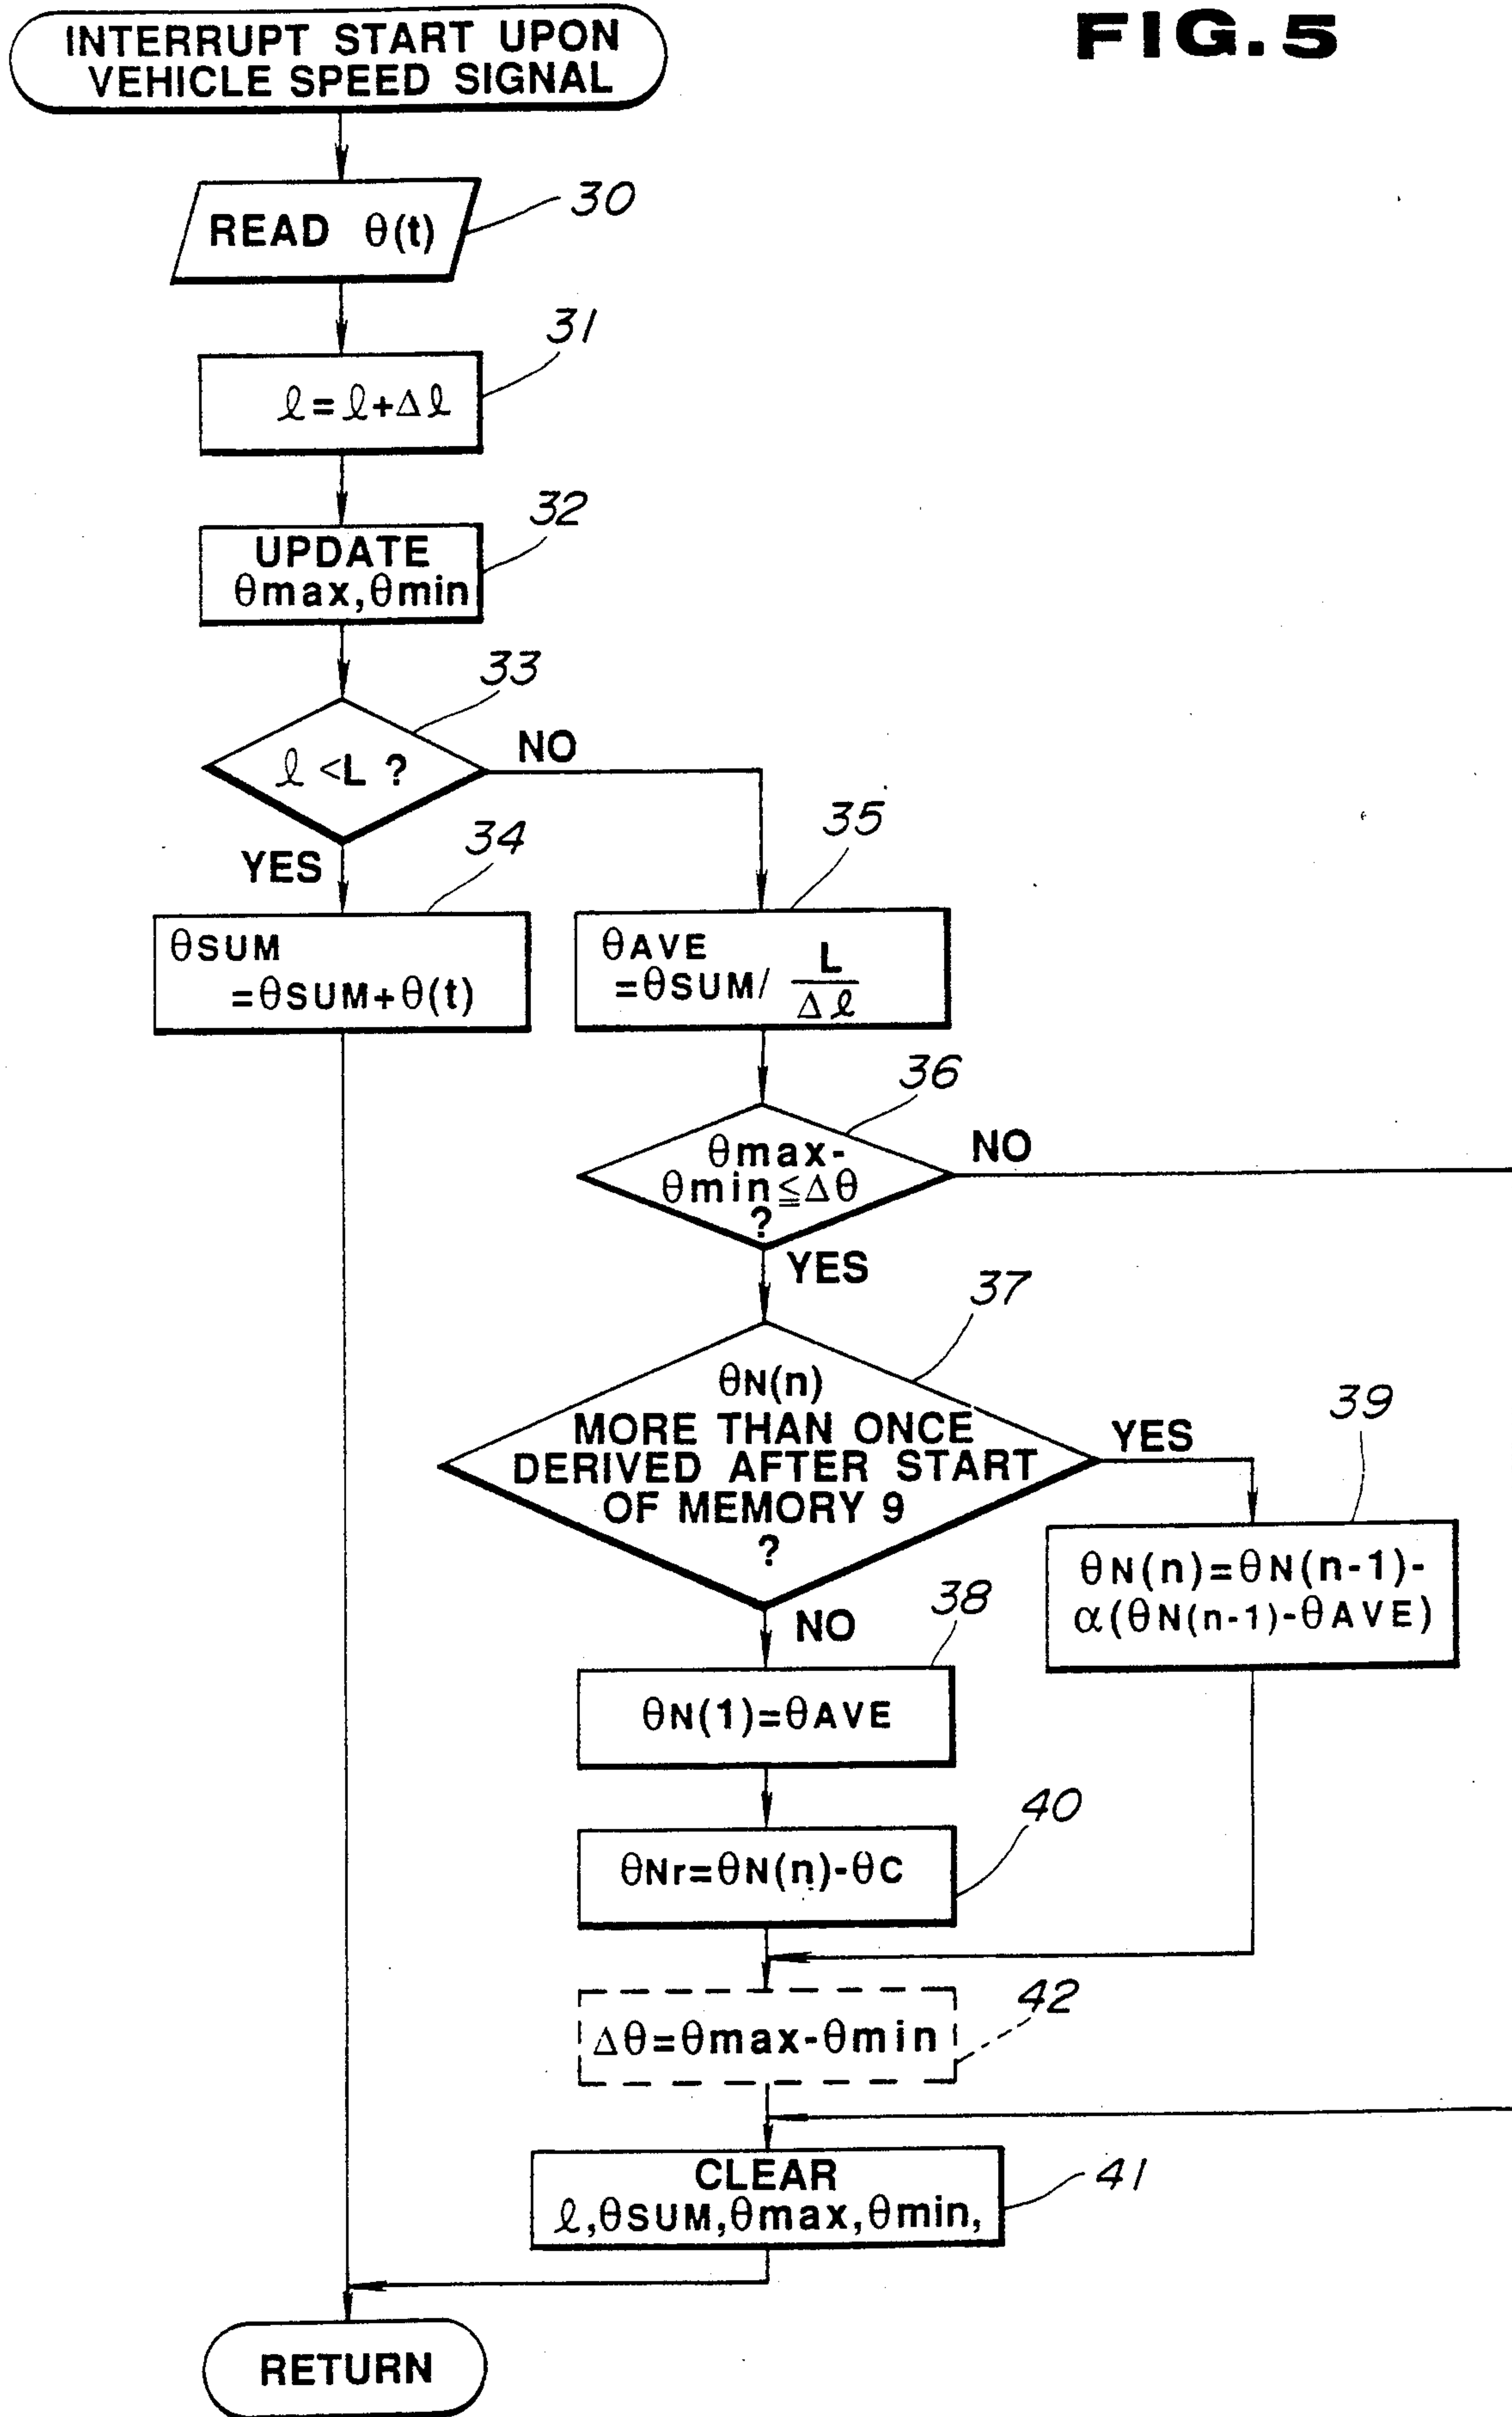 FIG.5
INTERRUPT START UPON
VEHICLE SPEED SIGNAL
READ θ(t)
30
ℓ=ℓ+Δℓ
31
UPDATE
θmax,θmin
32
ℓ<L ?
33
NO
YES
θSUM
=θSUM+θ(t)
34
θAVE
=θSUM/ L
Δℓ
35
θmax-
θmin≦Δθ
?
36
NO
YES
θN(n)
MORE THAN ONCE
DERIVED AFTER START
OF MEMORY 9
?
37
YES
NO
θN(n)=θN(n-1)-
α(θN(n-1)-θAVE)
39
θN(1)=θAVE
38
θNr=θN(n)-θC
40
Δθ=θmax-θmin
42
CLEAR
ℓ,θSUM,θmax,θmin,
41
RETURN